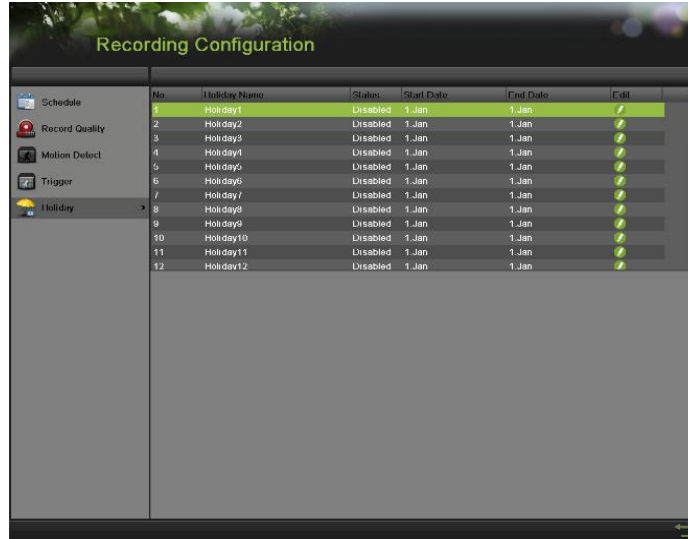 Recording Configuration
Schedule
Record Quality
Motion Detect
Trigger
Holiday
No. Holiday Name Status Start Date End Date Edit
1 Holiday1 Disabled 1.Jan 1.Jan
2 Holiday2 Disabled 1.Jan 1.Jan
3 Holiday3 Disabled 1.Jan 1.Jan
4 Holiday4 Disabled 1.Jan 1.Jan
5 Holiday5 Disabled 1.Jan 1.Jan
6 Holiday6 Disabled 1.Jan 1.Jan
7 Holiday7 Disabled 1.Jan 1.Jan
8 Holiday8 Disabled 1.Jan 1.Jan
9 Holiday9 Disabled 1.Jan 1.Jan
10 Holiday10 Disabled 1.Jan 1.Jan
11 Holiday11 Disabled 1.Jan 1.Jan
12 Holiday12 Disabled 1.Jan 1.Jan